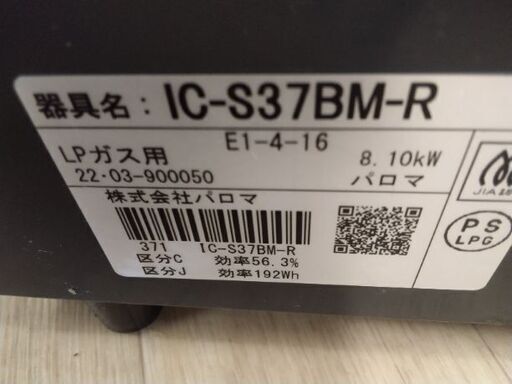 器具名：IC-S37BM-R
E1-4-16
LPガス用 8.10kW
22・03-900050 パロマ
株式会社パロマ
371 IC-S37BM-R
区分C 効率56.3%
区分J 効率192Wh
JIA
PS
LPG